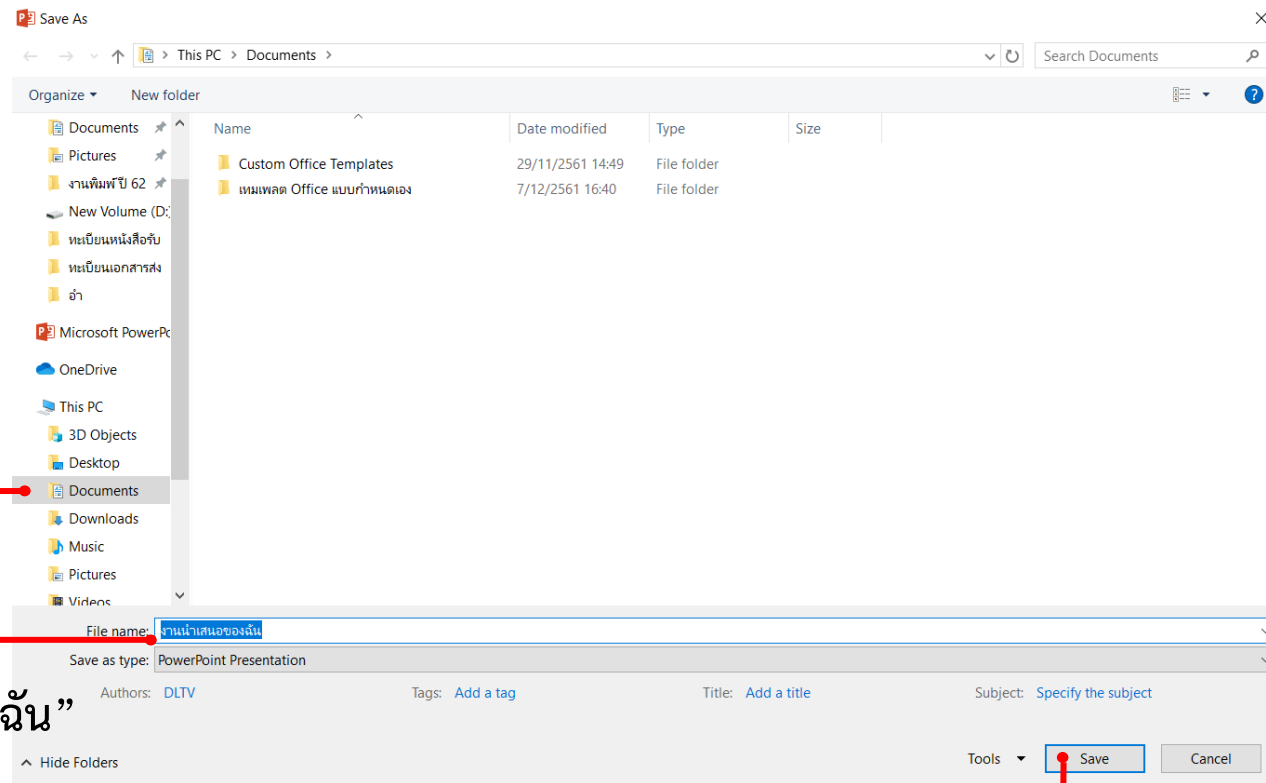 Save As
This PC > Documents >
Search Documents
Organize
New folder
Name
Date modified
Type
Size
Documents
Pictures
งานพิมพ์ ปี 62
New Volume (D:)
ทะเบียนหนังสือรับ
ทะเบียนเอกสารส่ง
อำ
Microsoft PowerPo
OneDrive
This PC
3D Objects
Desktop
Documents
Downloads
Music
Pictures
Videos
Custom Office Templates 29/11/2561 14:49 File folder
เทมเพลต Office แบบกำหนดเอง 7/12/2561 16:40 File folder
File name: งานนำเสนอของฉัน
Save as type: PowerPoint Presentation
Authors: DLTV Tags: Add a tag Title: Add a title Subject: Specify the subject
ฉัน”
Hide Folders
Tools
Save
Cancel